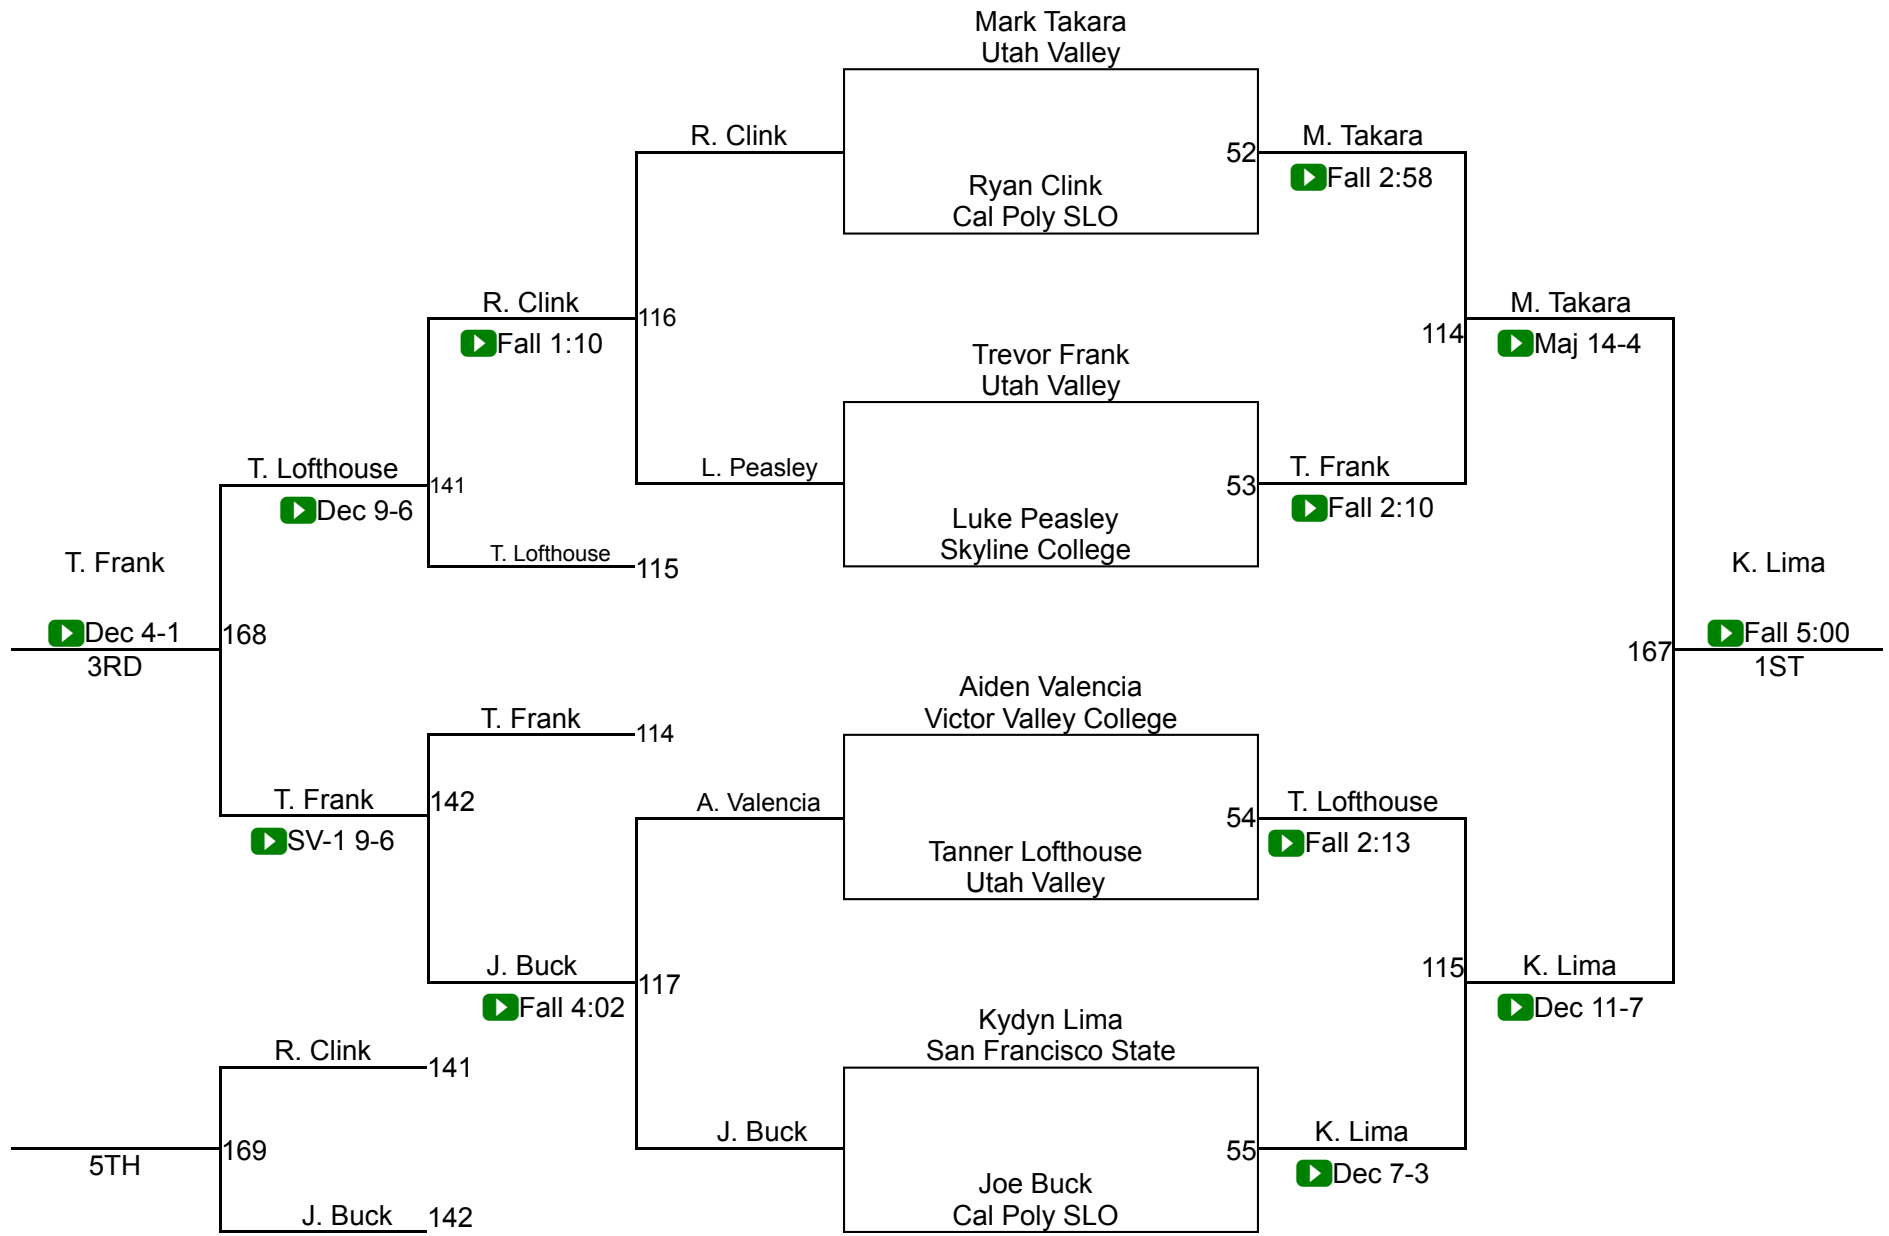 Mark Takara
Utah Valley
R. Clink
52
M. Takara
Fall 2:58
Ryan Clink
Cal Poly SLO
R. Clink
116
Fall 1:10
M. Takara
114
Maj 14-4
Trevor Frank
Utah Valley
T. Lofthouse
141
Dec 9-6
L. Peasley
53
T. Frank
Fall 2:10
Luke Peasley
Skyline College
T. Lofthouse
115
T. Frank
Dec 4-1
168
3RD
K. Lima
Fall 5:00
167
1ST
Aiden Valencia
Victor Valley College
T. Frank
114
T. Frank
142
SV-1 9-6
A. Valencia
54
T. Lofthouse
Fall 2:13
Tanner Lofthouse
Utah Valley
J. Buck
117
Fall 4:02
115
K. Lima
Dec 11-7
Kydyn Lima
San Francisco State
R. Clink
141
169
5TH
J. Buck
142
J. Buck
55
K. Lima
Dec 7-3
Joe Buck
Cal Poly SLO